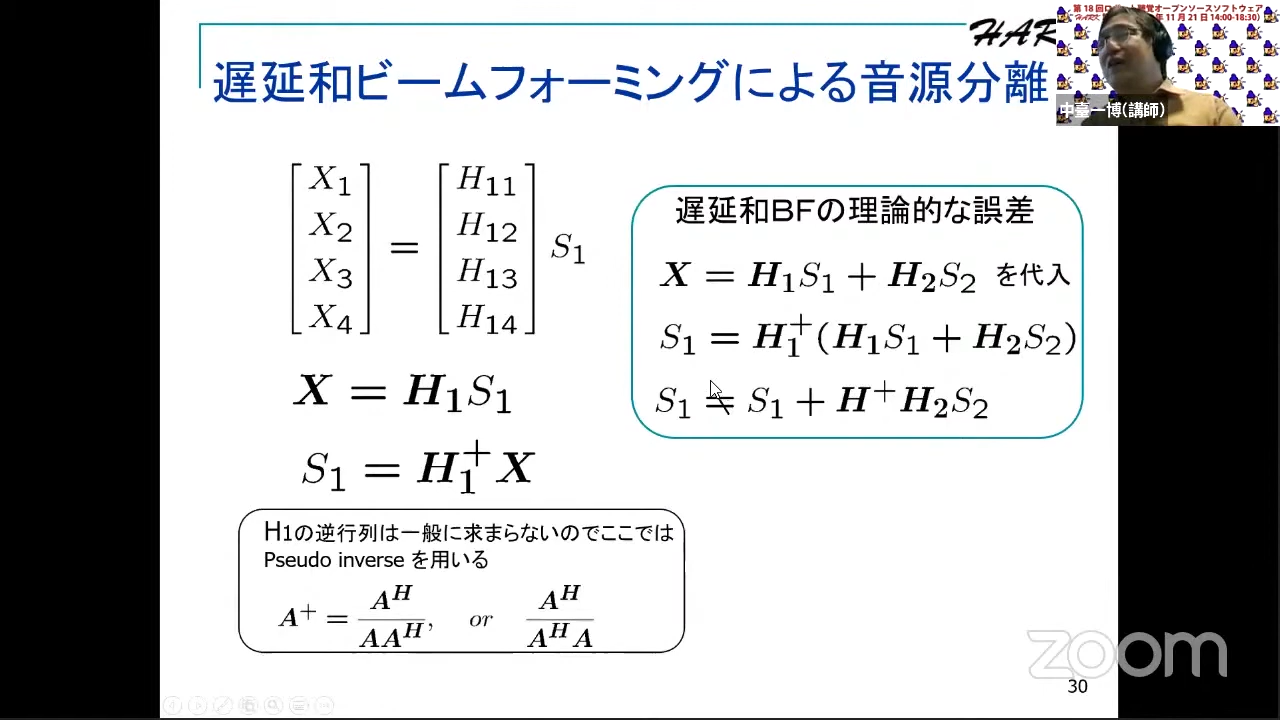 第 18 回ロボット聴覚オープンソースソフトウェア
HARK
年 11 月 21 日 14:00-18:30）
中臺一博（講師）
HAR
遅延和ビームフォーミングによる音源分離
X1
X2
X3
X4
=
H11
H12
H13
H14
S1
X = H1S1
S1 = H1+X
H1の逆行列は一般に求まらないのでここでは
Pseudo inverse を用いる
A+ = AH / AAH, or AH / AHA
遅延和ＢＦの理論的な誤差
X = H1S1 + H2S2 を代入
S1 = H1+(H1S1 + H2S2)
S1 ≠ S1 + H+H2S2
zoom
30